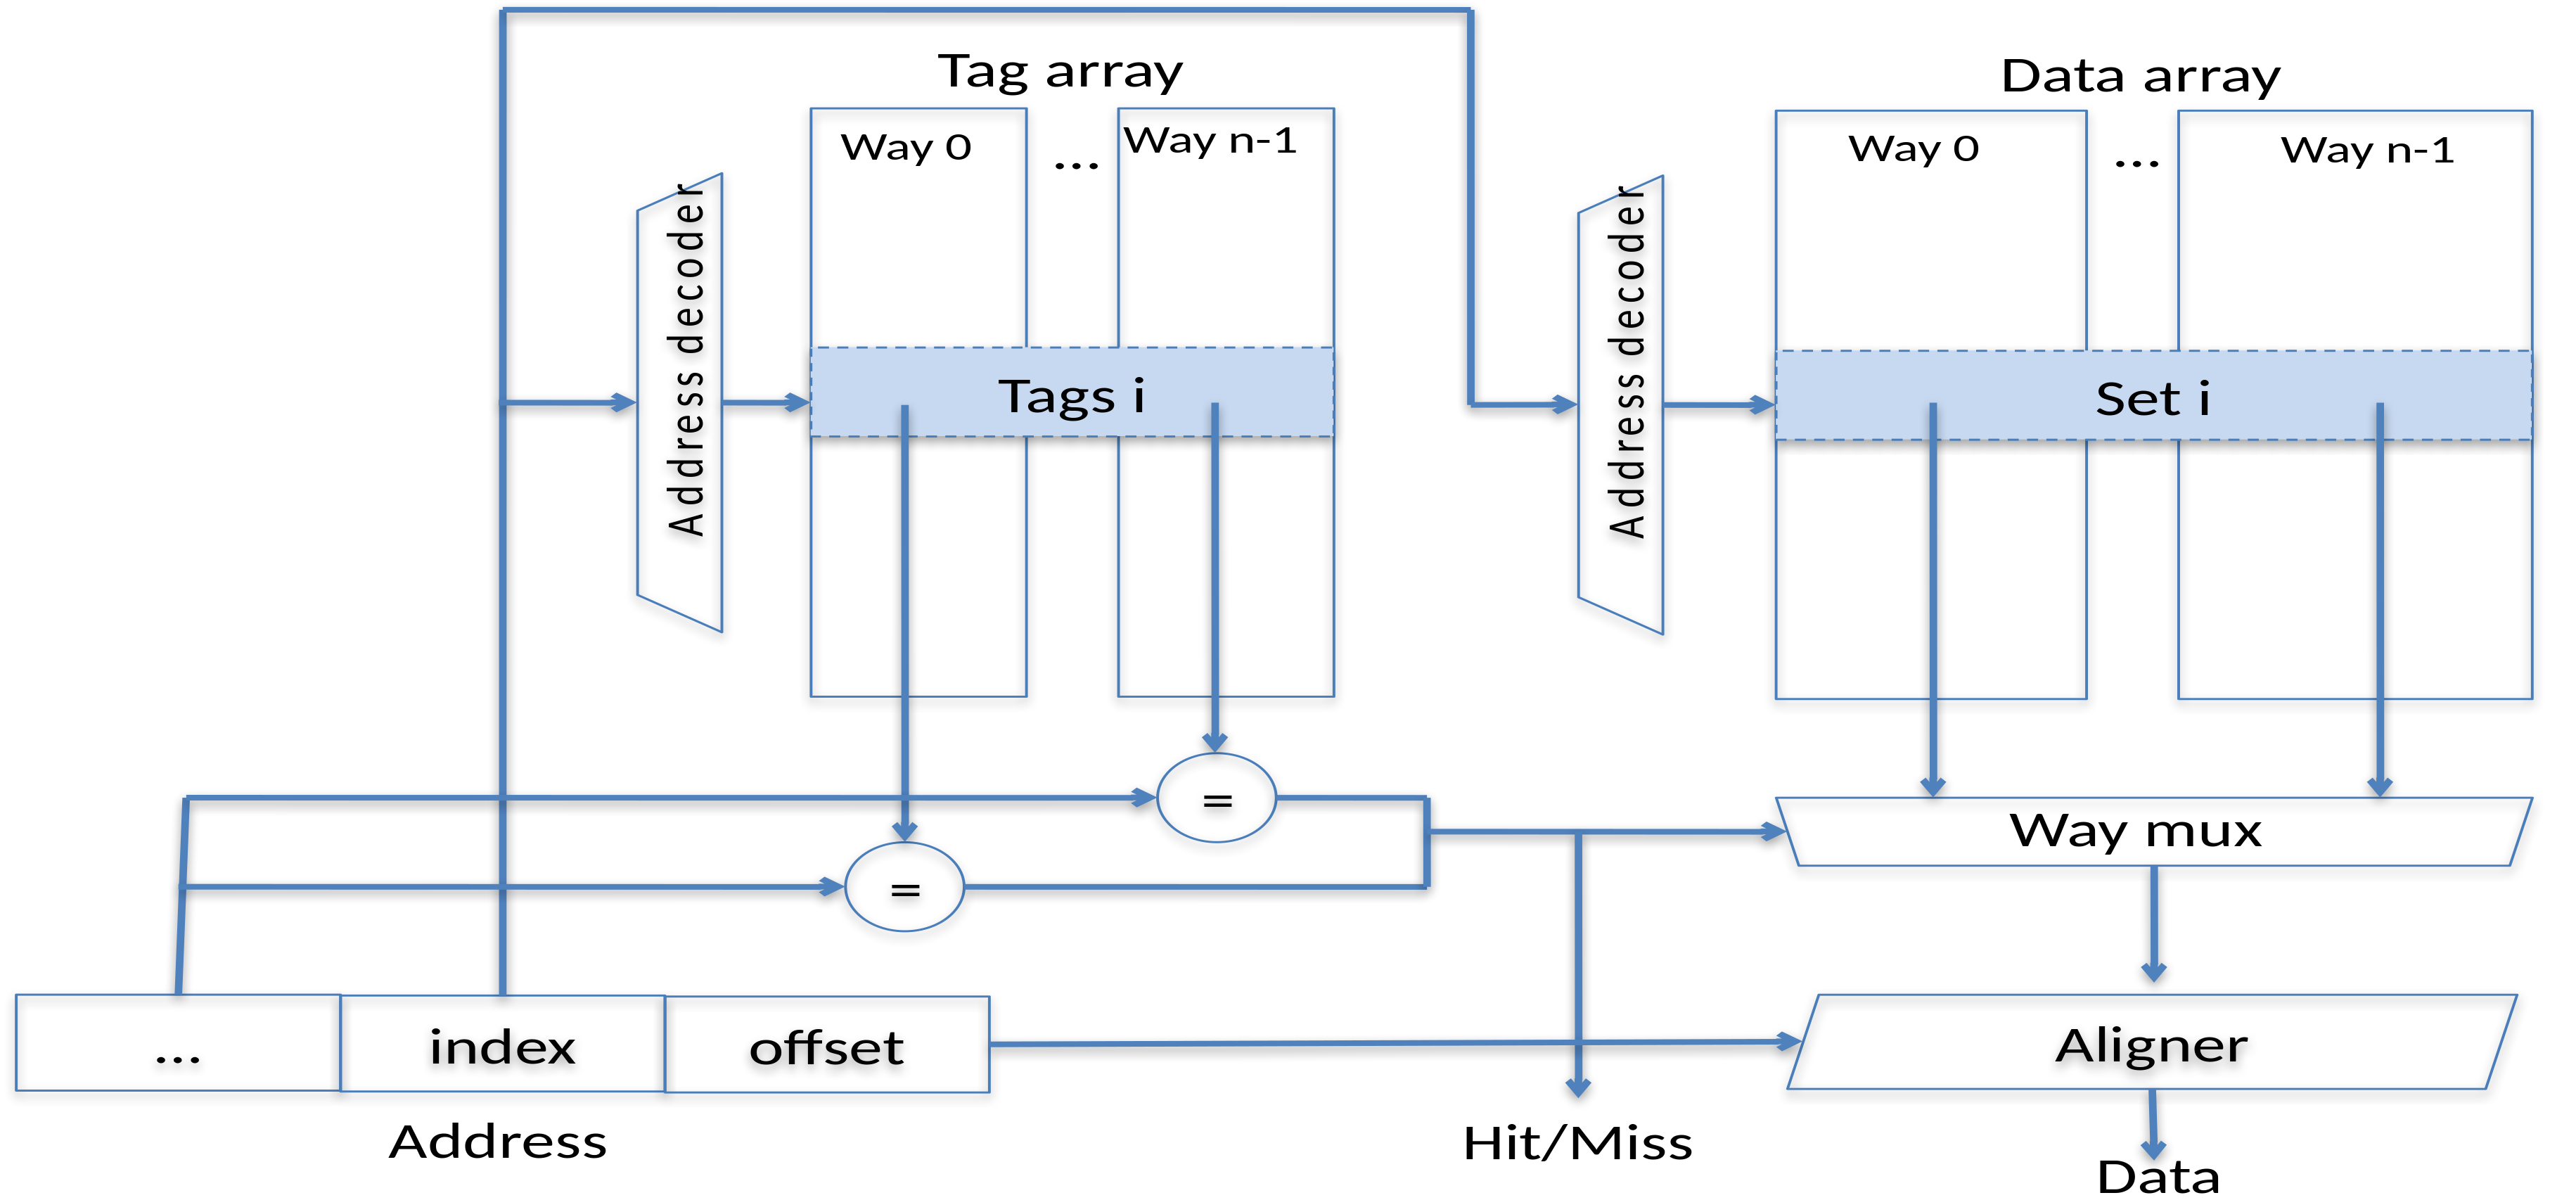 Tag array
Data array
Way 0
...
Way n-1
Way 0
...
Way n-1
Address decoder
Address decoder
Tags i
Set i
=
=
Way mux
...
index
offset
Aligner
Address
Hit/Miss
Data